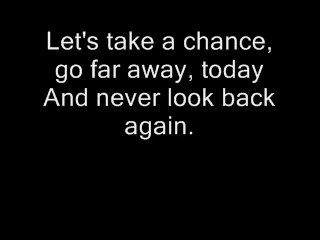 Let's take a chance,
go far away, today
And never look back
again.